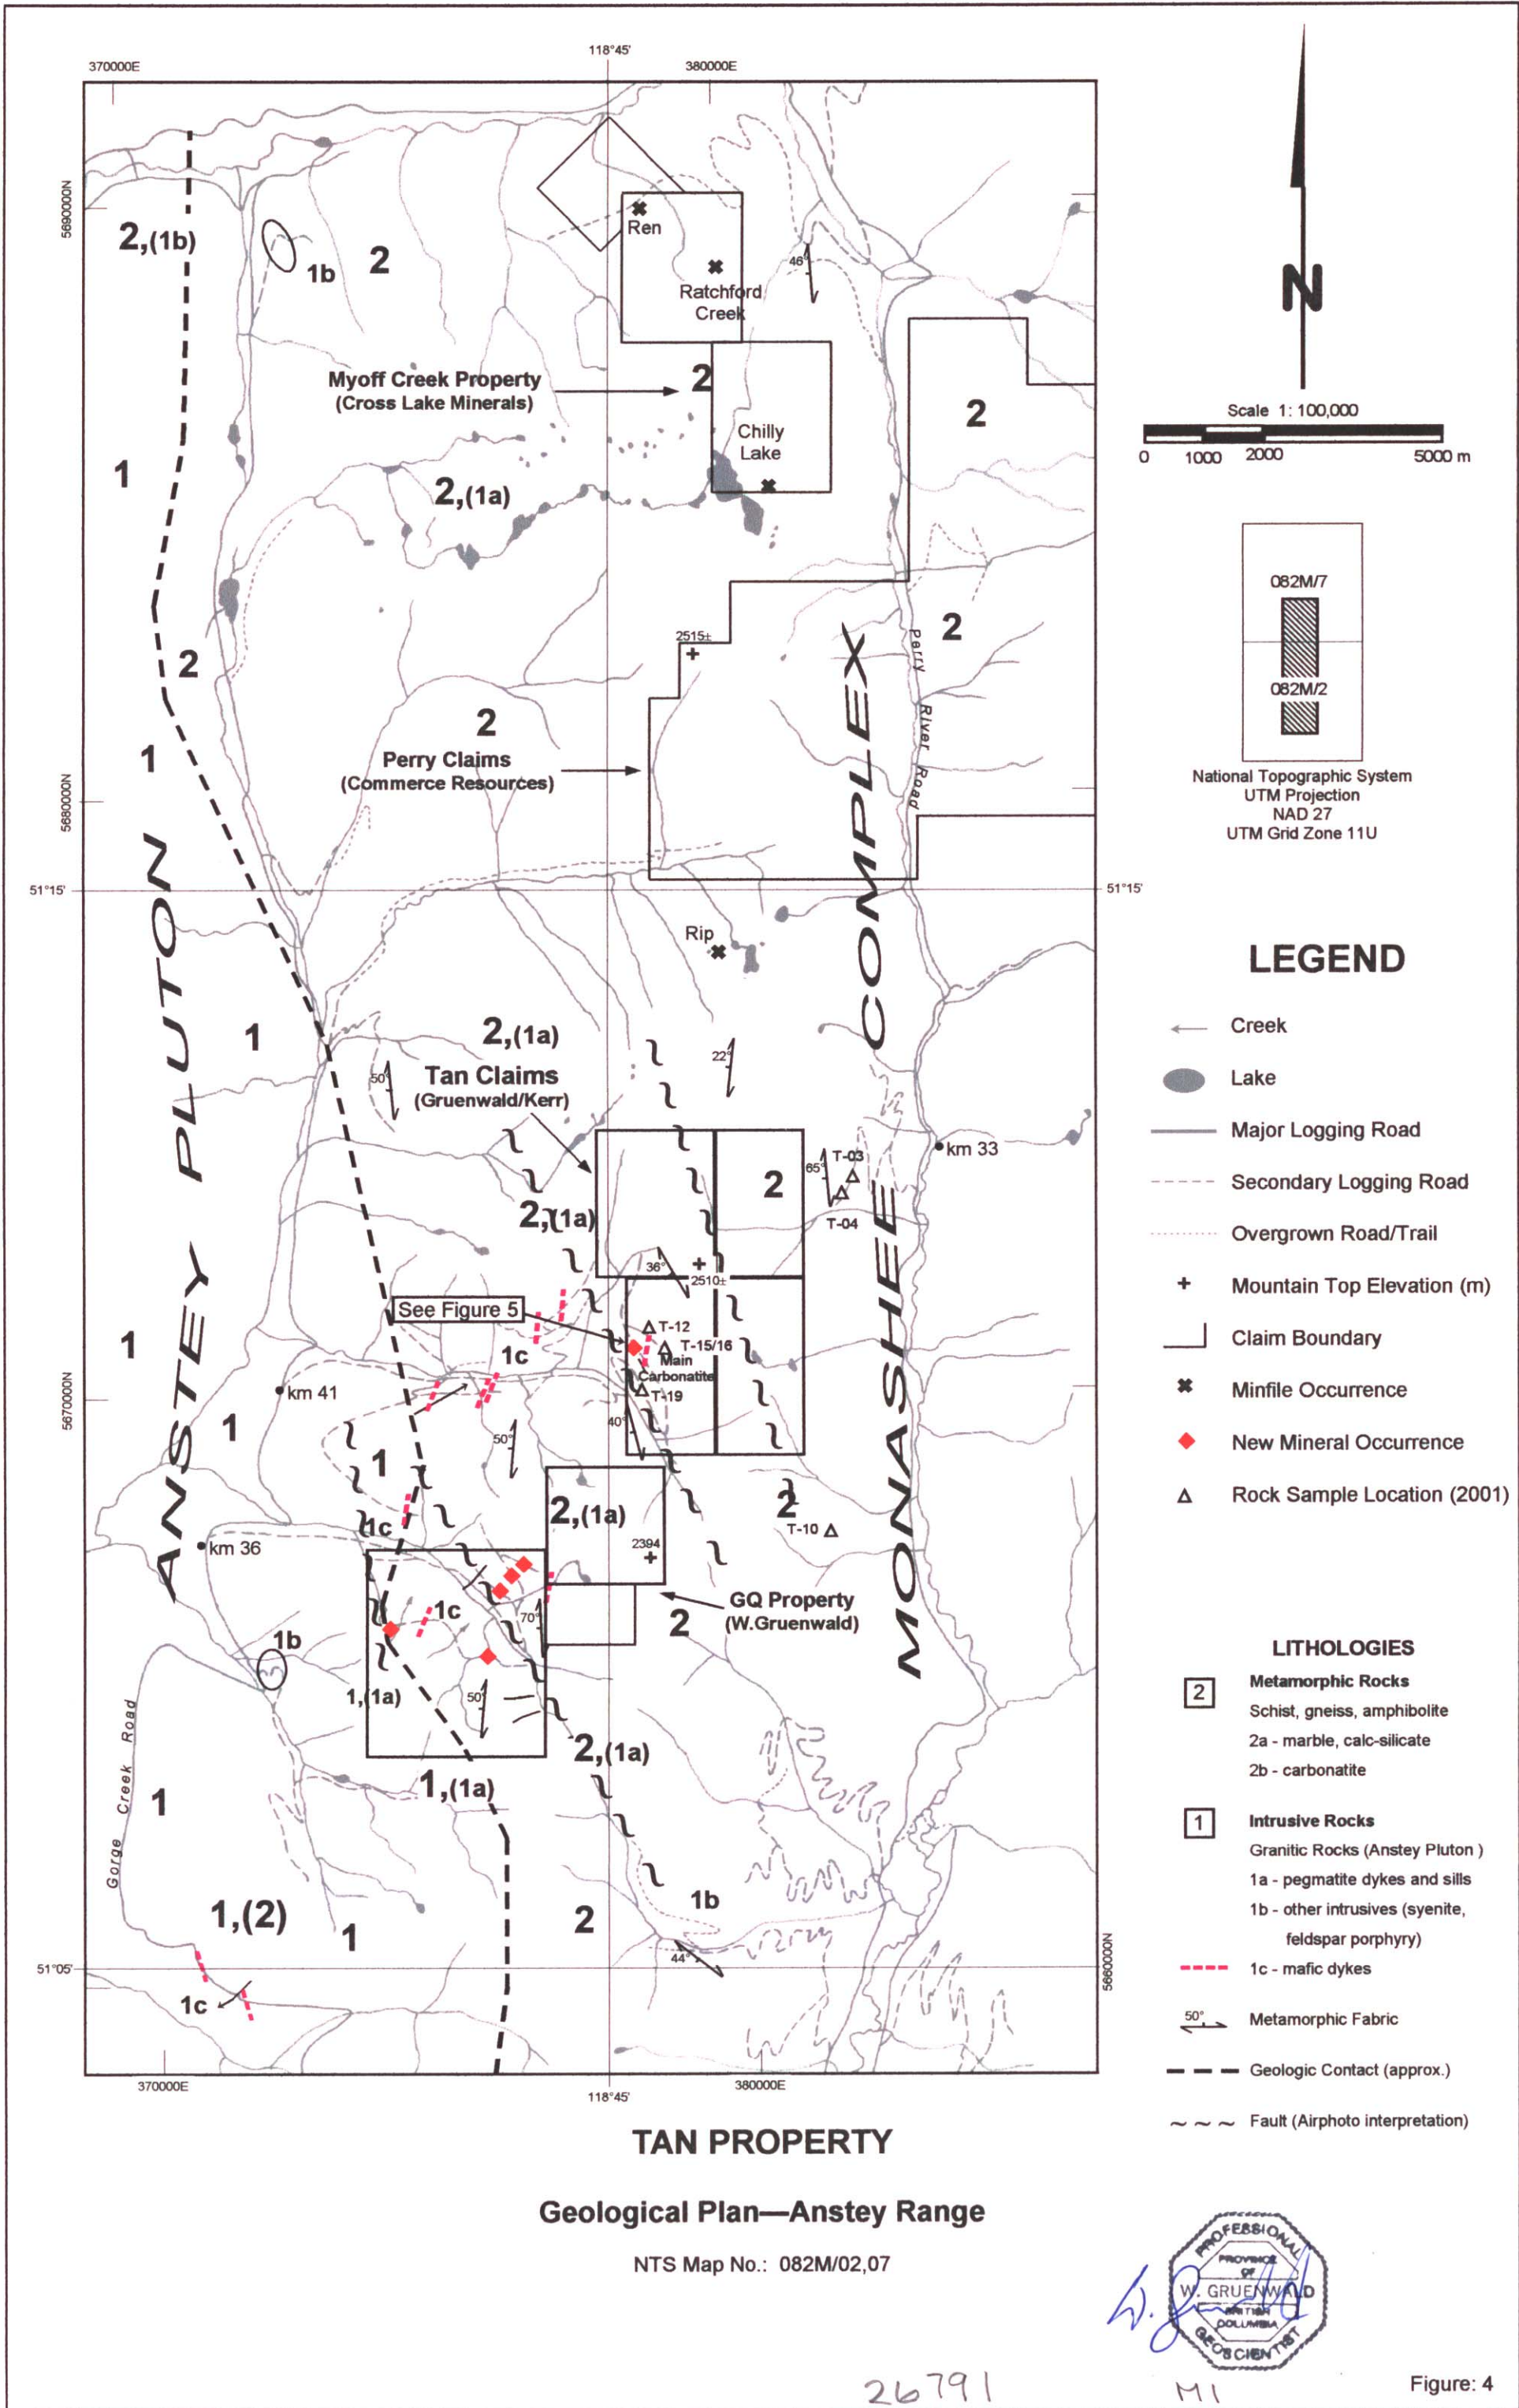 118°45'
370000E
380000E
5690000N
2,(1b)
1b
2
Ren
Ratchford
Creek
46°
N
Myoff Creek Property
(Cross Lake Minerals)
2
2
Scale 1: 100,000
0 1000 2000 5000 m
Chilly
Lake
1
2,(1a)
082M/7
082M/2
National Topographic System
UTM Projection
NAD 27
UTM Grid Zone 11U
2515±
2
2
2
Perry River Road
1
Perry Claims
(Commerce Resources)
5680000N
51°15'
51°15'
ANSTEY PLUTON
MONASHEE COMPLEX
Rip
1
2,(1a)
22°
50°
Tan Claims
(Gruenwald/Kerr)
km 33
65°
T-03
T-04
2
2,(1a)
36°
2510±
See Figure 5
T-12
T-15/16
Main
Carbonatite
T-19
1
1c
km 41
5670000N
40°
50°
1
1
1c
2,(1a)
2
T-10
km 36
2394
1c
70°
GQ Property
(W.Gruenwald)
2
1b
1,(1a)
50°
Gorge Creek Road
2,(1a)
1
1,(1a)
1,(2)
1
2
1b
44°
51°05'
5660000N
1c
370000E
118°45'
380000E
LEGEND
Creek
Lake
Major Logging Road
Secondary Logging Road
Overgrown Road/Trail
Mountain Top Elevation (m)
Claim Boundary
Minfile Occurrence
New Mineral Occurrence
Rock Sample Location (2001)
LITHOLOGIES
2 Metamorphic Rocks
Schist, gneiss, amphibolite
2a - marble, calc-silicate
2b - carbonatite
1 Intrusive Rocks
Granitic Rocks (Anstey Pluton )
1a - pegmatite dykes and sills
1b - other intrusives (syenite,
feldspar porphyry)
1c - mafic dykes
50° Metamorphic Fabric
Geologic Contact (approx.)
Fault (Airphoto interpretation)
TAN PROPERTY
Geological Plan—Anstey Range
NTS Map No.: 082M/02,07
PROFESSIONAL
PROVINCE
OF
W. GRUENWALD
BRITISH
COLUMBIA
GEOSCIENTIST
26791
M1
Figure: 4